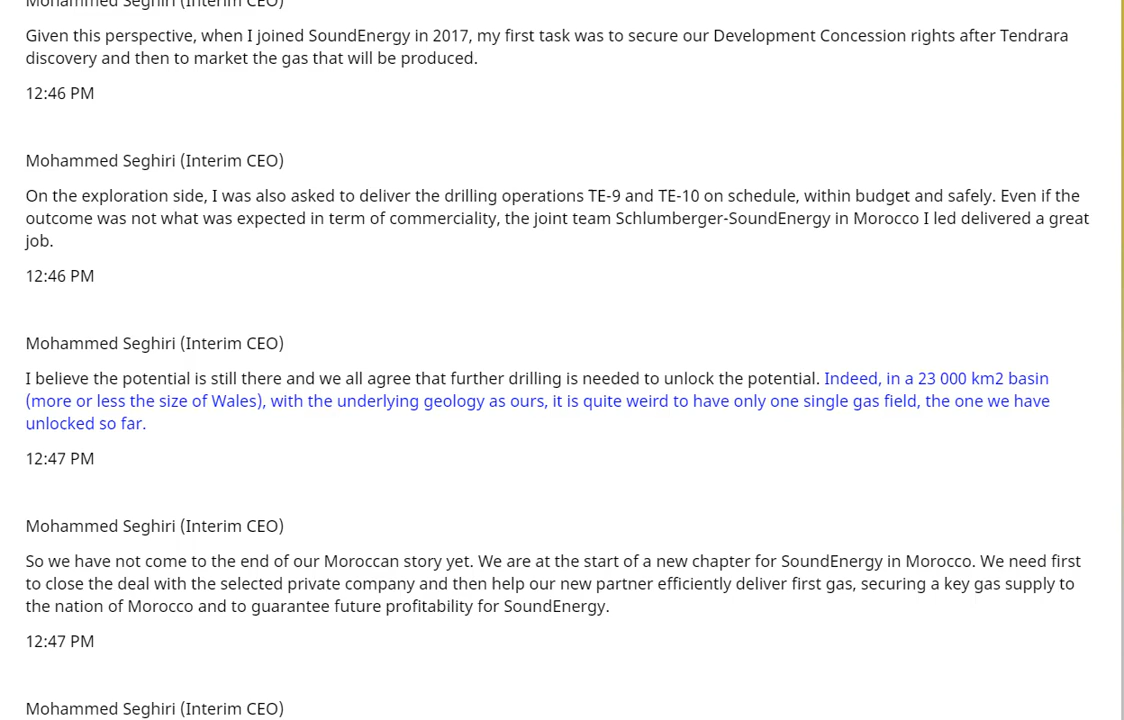 Mohammed Seghiri (Interim CEO)
Given this perspective, when I joined SoundEnergy in 2017, my first task was to secure our Development Concession rights after Tendrara
discovery and then to market the gas that will be produced.
12:46 PM
Mohammed Seghiri (Interim CEO)
On the exploration side, I was also asked to deliver the drilling operations TE-9 and TE-10 on schedule, within budget and safely. Even if the
outcome was not what was expected in term of commerciality, the joint team Schlumberger-SoundEnergy in Morocco I led delivered a great
job.
12:46 PM
Mohammed Seghiri (Interim CEO)
I believe the potential is still there and we all agree that further drilling is needed to unlock the potential. Indeed, in a 23 000 km2 basin
(more or less the size of Wales), with the underlying geology as ours, it is quite weird to have only one single gas field, the one we have
unlocked so far.
12:47 PM
Mohammed Seghiri (Interim CEO)
So we have not come to the end of our Moroccan story yet. We are at the start of a new chapter for SoundEnergy in Morocco. We need first
to close the deal with the selected private company and then help our new partner efficiently deliver first gas, securing a key gas supply to
the nation of Morocco and to guarantee future profitability for SoundEnergy.
12:47 PM
Mohammed Seghiri (Interim CEO)